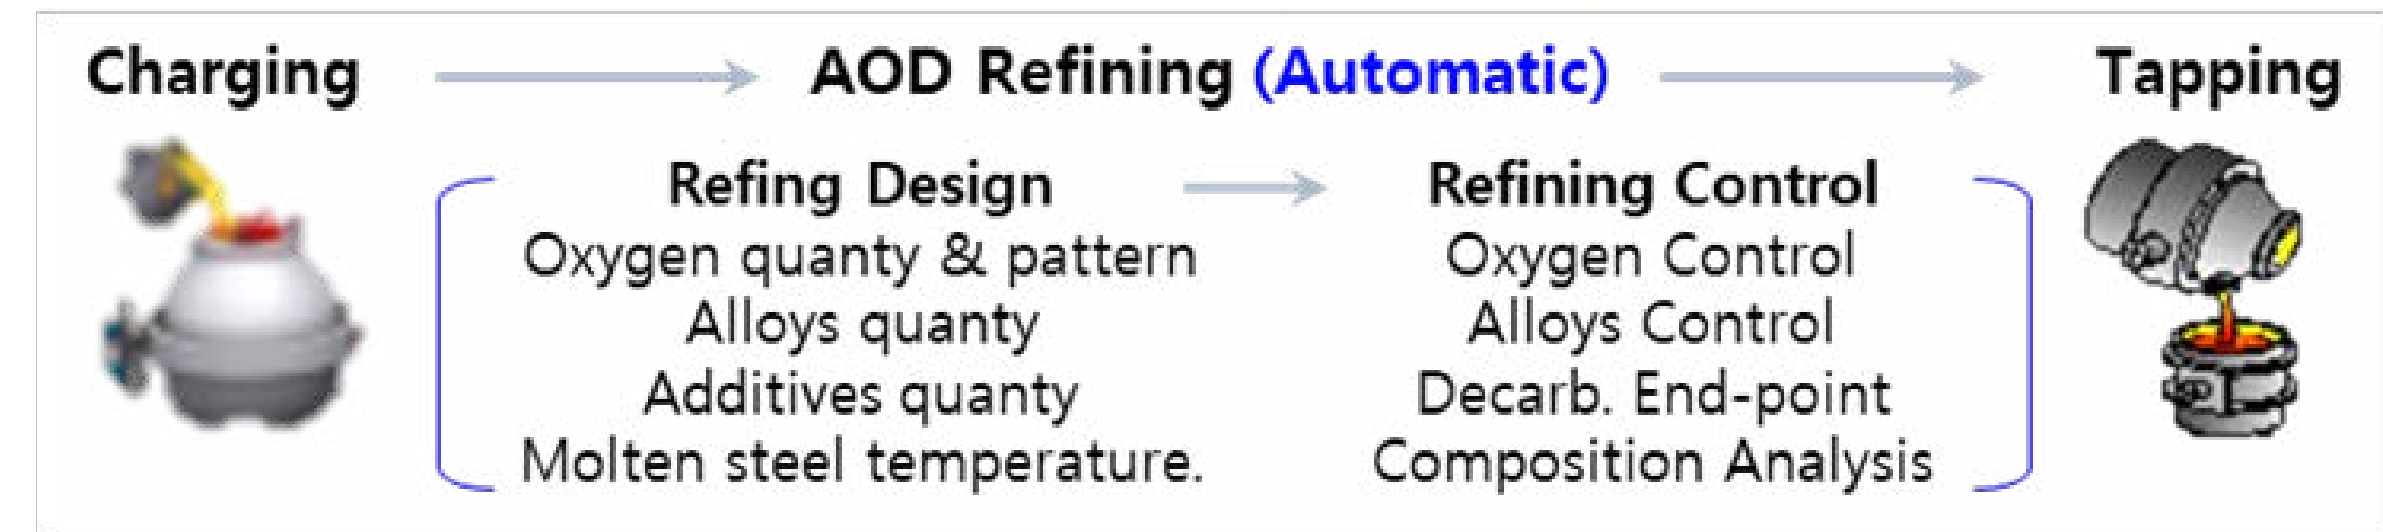 Charging
AOD Refining (Automatic)
Tapping
Refing Design
Oxygen quanty & pattern
Alloys quanty
Additives quanty
Molten steel temperature.
Refining Control
Oxygen Control
Alloys Control
Decarb. End-point
Composition Analysis